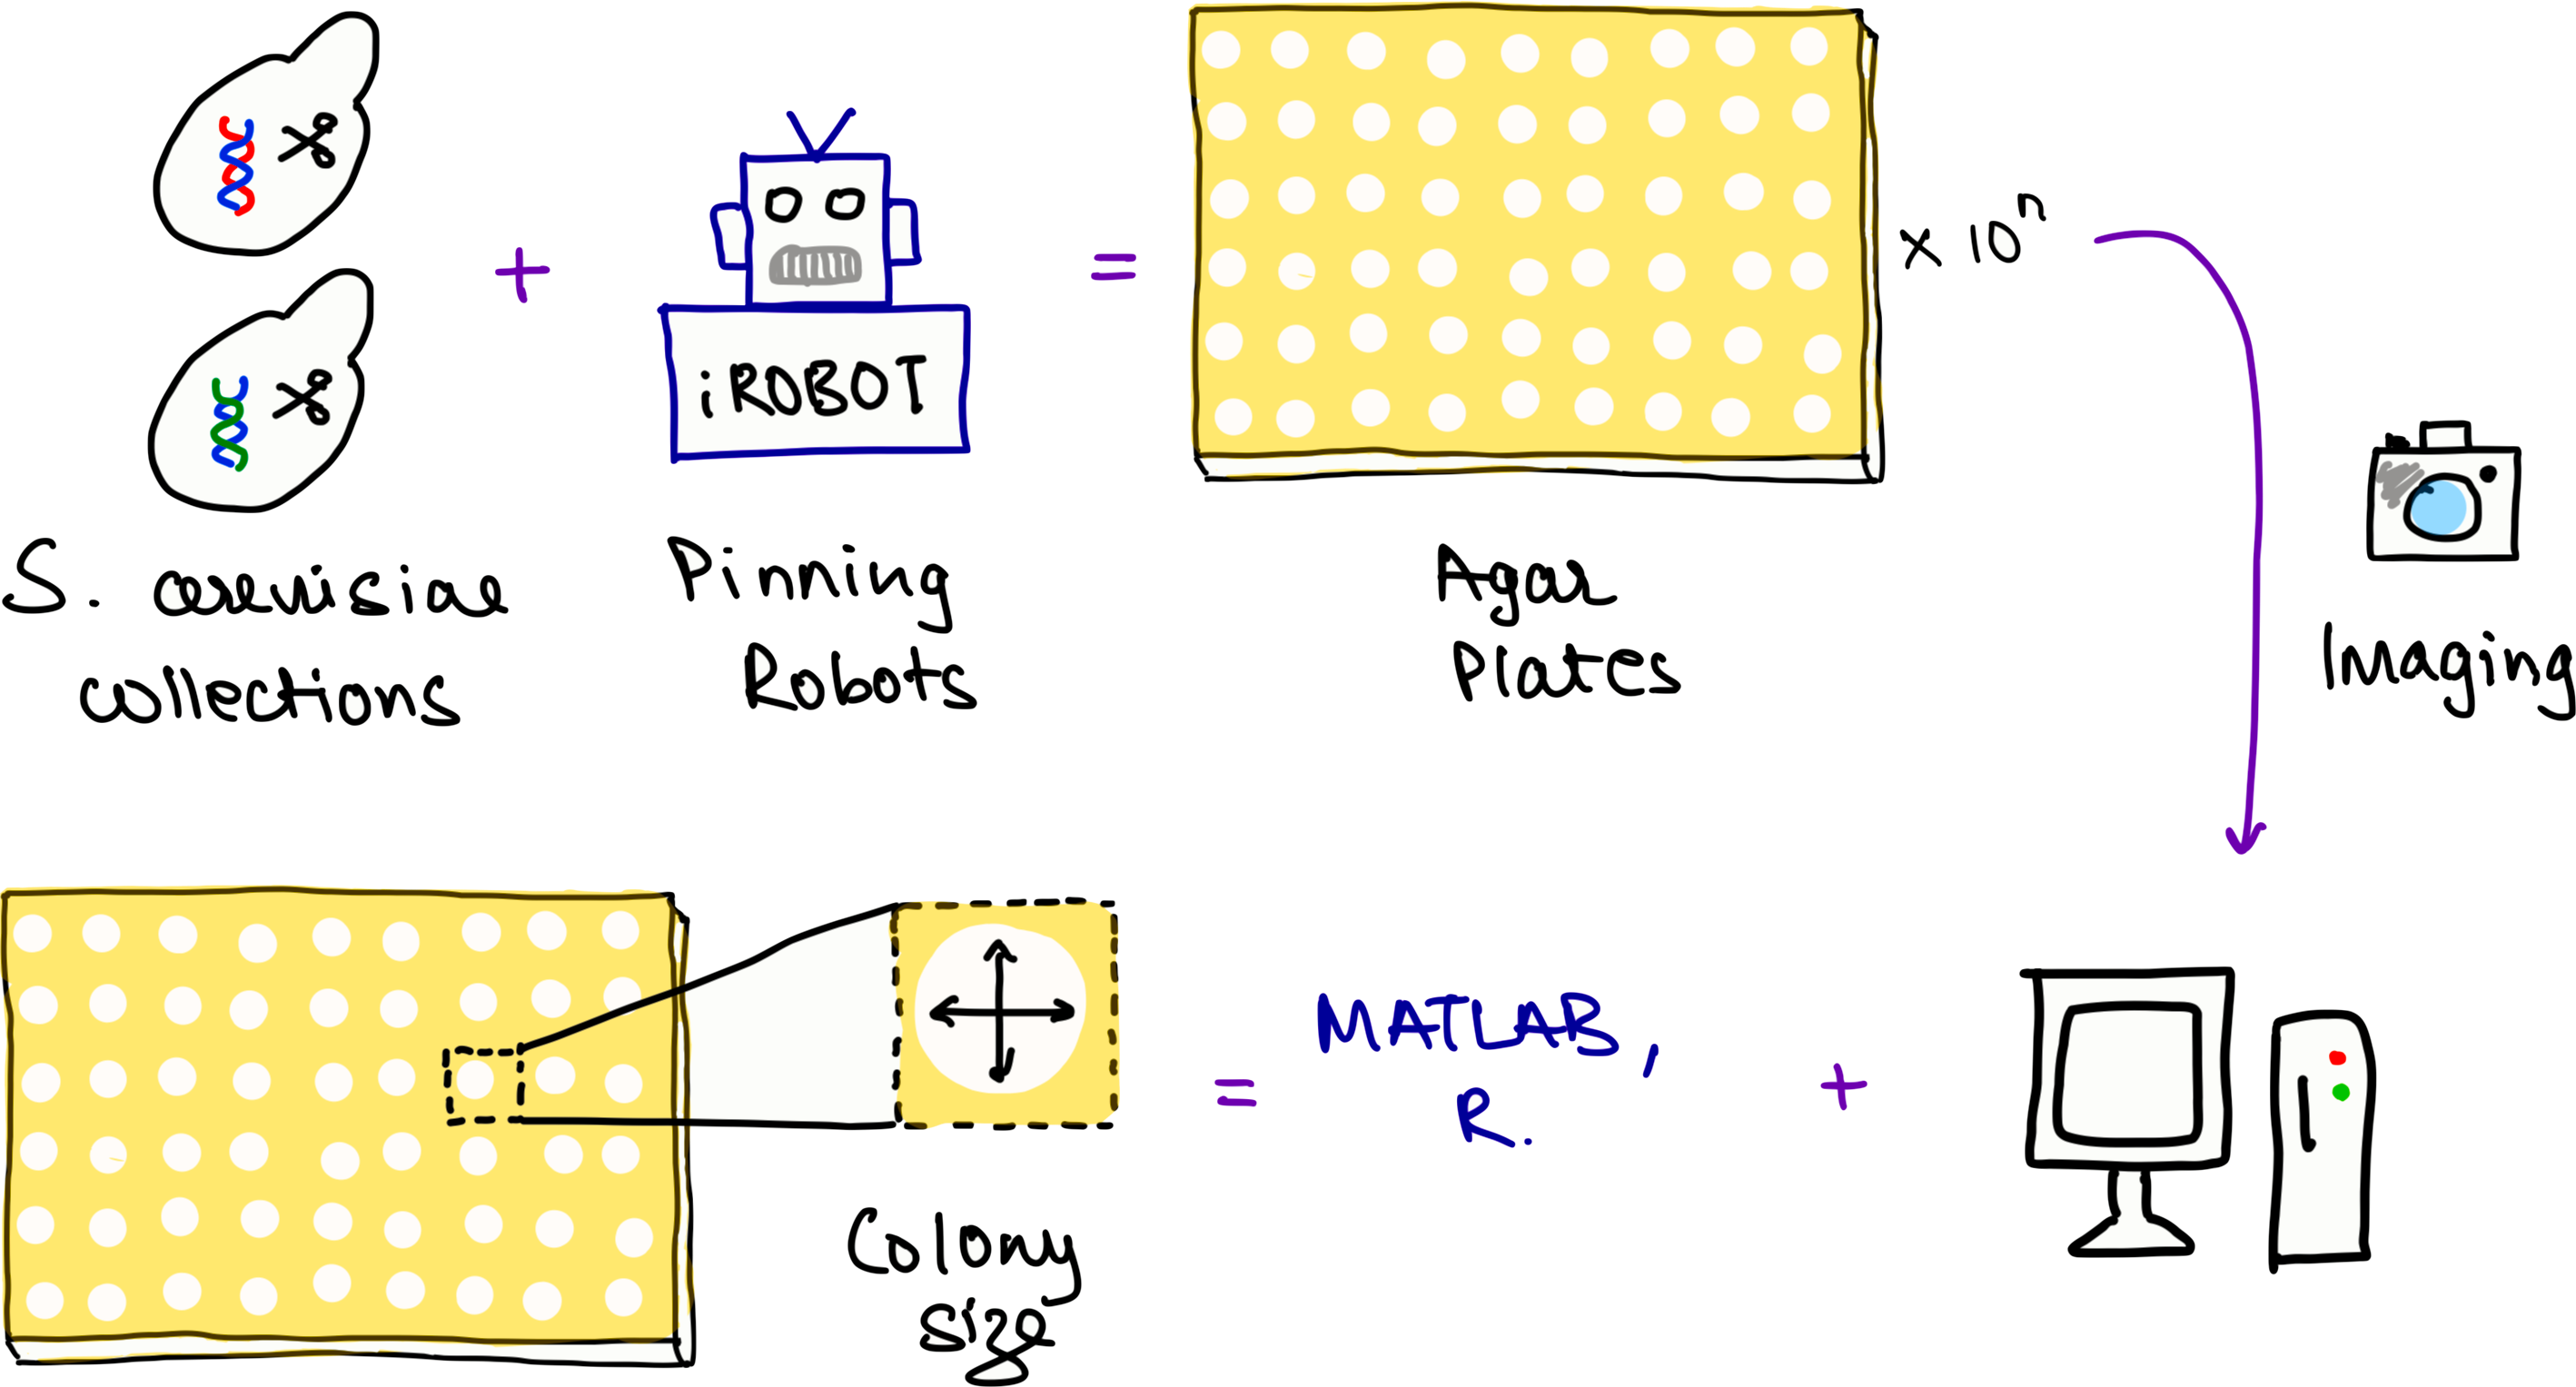 iROBOT
× 10ⁿ
S. cerevisiae
collections
Pinning
Robots
Agar
Plates
Imaging
Colony
size
=
MATLAB,
R.
+